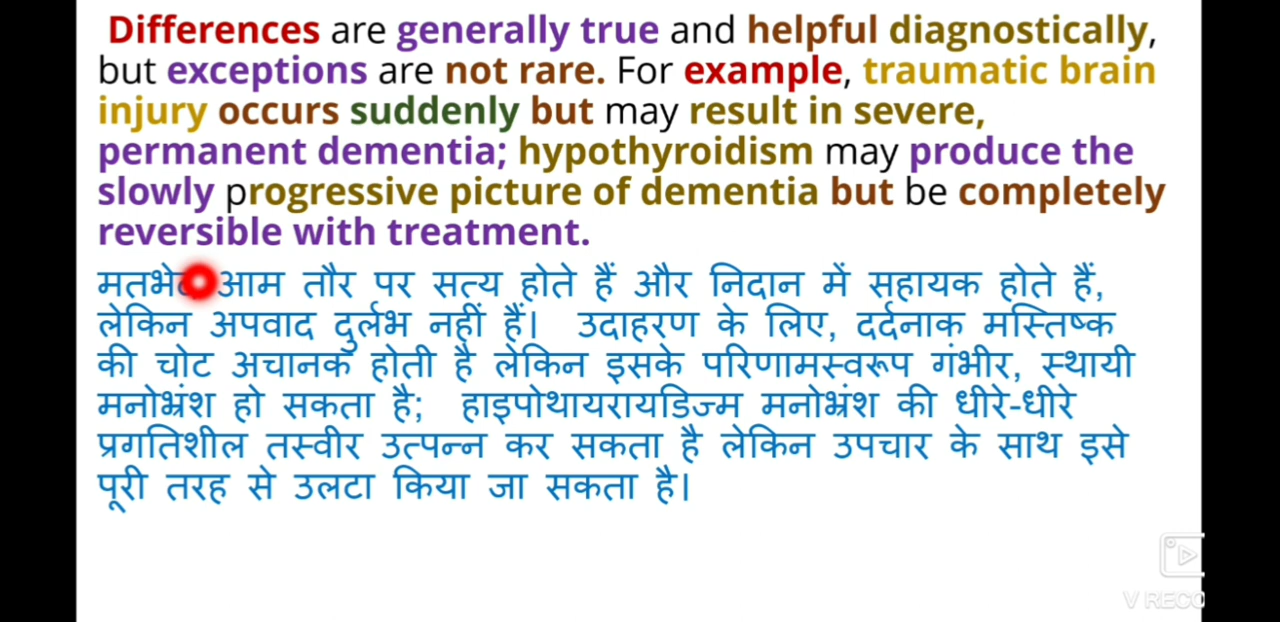 Differences are generally true and helpful diagnostically,
but exceptions are not rare. For example, traumatic brain
injury occurs suddenly but may result in severe,
permanent dementia; hypothyroidism may produce the
slowly progressive picture of dementia but be completely
reversible with treatment.
आम तौर पर सत्य होते हैं और निदान में सहायक होते हैं,
लेकिन अपवाद दुर्लभ नहीं हैं। उदाहरण के लिए, दर्दनाक मस्तिष्क
की चोट अचानक होती है लेकिन इसके परिणामस्वरूप गंभीर, स्थायी
मनोभ्रंश हो सकता है; हाइपोथायरायडिज्म मनोभ्रंश की धीरे-धीरे
प्रगतिशील तस्वीर उत्पन्न कर सकता है लेकिन उपचार के साथ इसे
पूरी तरह से उलटा किया जा सकता है।
V RECO